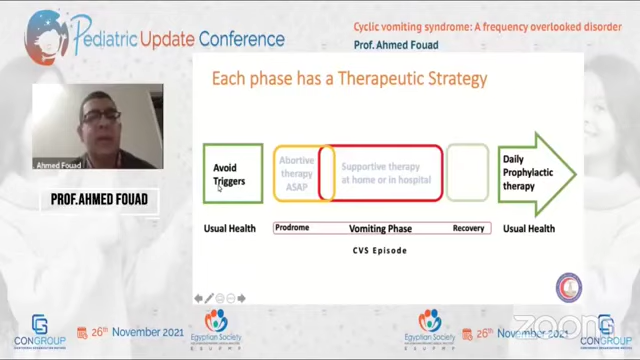 Pediatric Update Conference
Cyclic vomiting syndrome: A frequency overlooked disorder
Prof. Ahmed Fouad
Each phase has a Therapeutic Strategy
. Ahmed Fouad
PROF.AHMED FOUAD
Avoid
Triggers
Abortive
therapy
ASAP
Supportive therapy
at home or in hospital
Daily
Prophylactic
therapy
Usual Health
Prodrome
Vomiting Phase
Recovery
Usual Health
CVS Episode
zoom
CONGROUP
26th November 2021
Egyptian Society
CONGROUP
Egyptian Society
26th November 2021